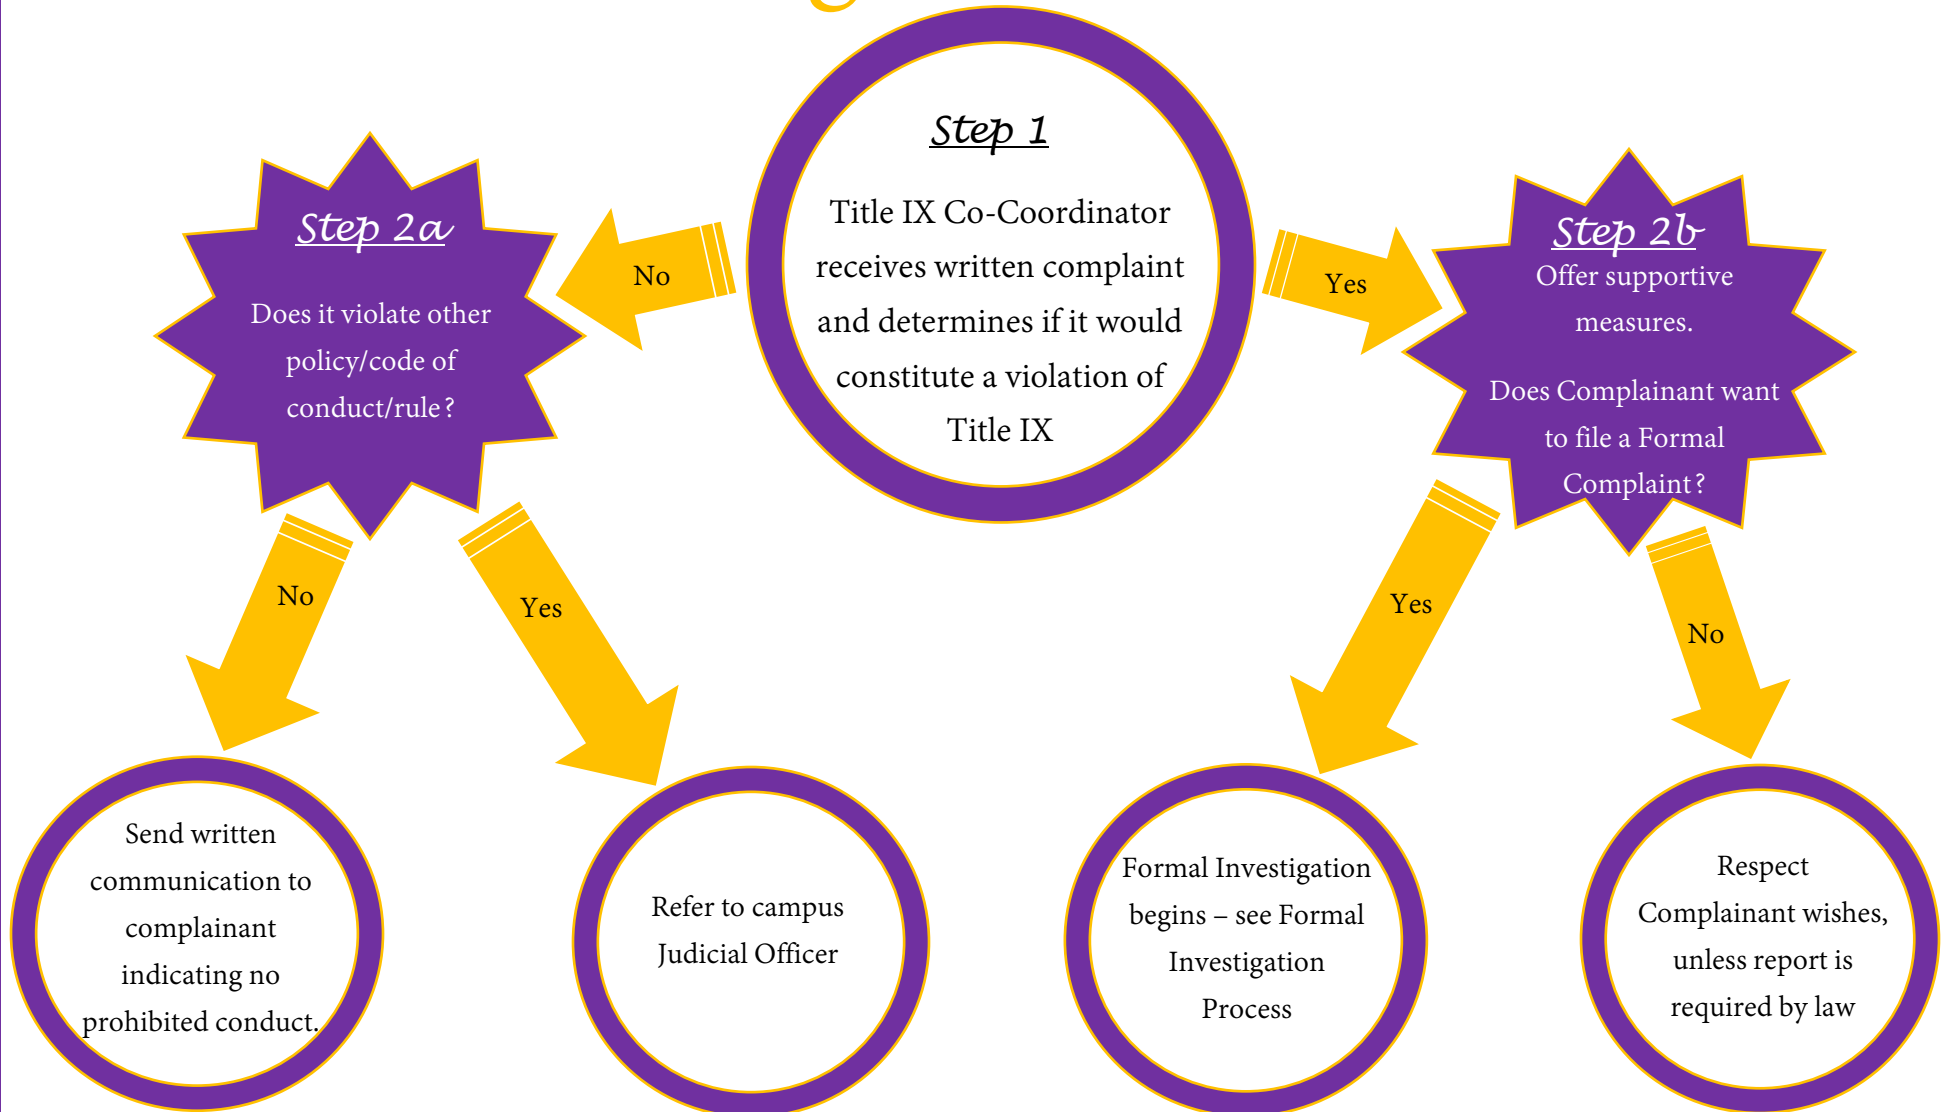 Step 1
Title IX Co-Coordinator
receives written complaint
and determines if it would
constitute a violation of
Title IX
No
Yes
Step 2a
Does it violate other
policy/code of
conduct/rule?
Step 2b
Offer supportive
measures.
Does Complainant want
to file a Formal
Complaint?
No
Yes
Yes
No
Send written
communication to
complainant
indicating no
prohibited conduct.
Refer to campus
Judicial Officer
Formal Investigation
begins – see Formal
Investigation
Process
Respect
Complainant wishes,
unless report is
required by law